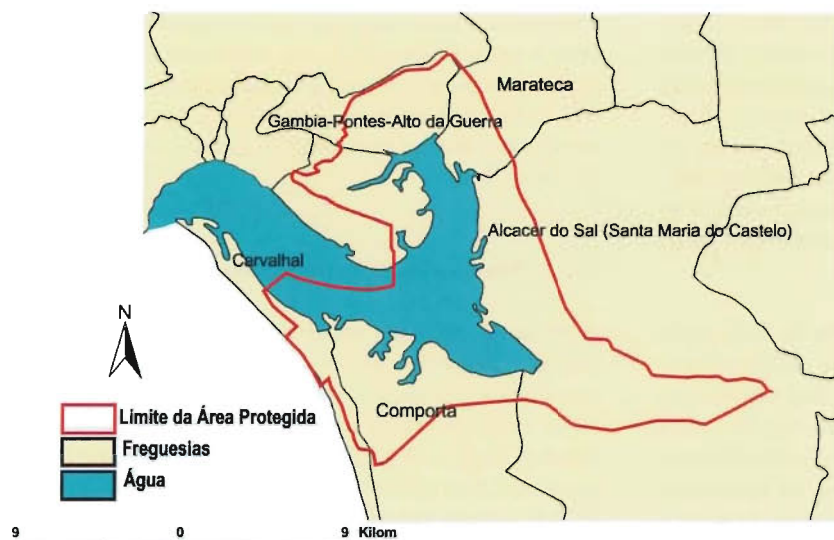 Marateca
Gambia-Pontes-Alto da Guerra
Alcacer do Sal (Santa Maria do Castelo)
Carvalhal
N
Comporta
Limite da Área Protegida
Freguesias
Água
9 0 9 Kilom